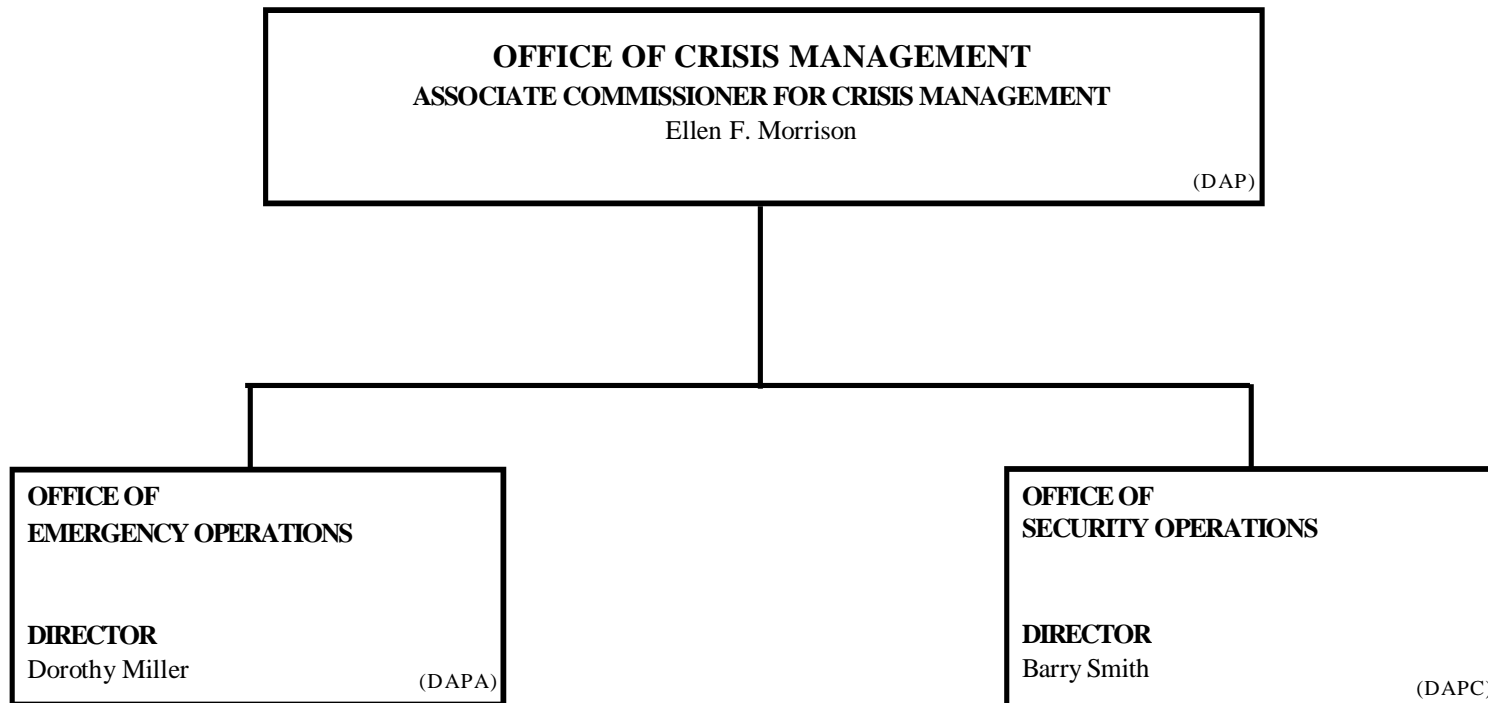 OFFICE OF CRISIS MANAGEMENT
ASSOCIATE COMMISSIONER FOR CRISIS MANAGEMENT
Ellen F. Morrison
(DAP)
OFFICE OF
EMERGENCY OPERATIONS
DIRECTOR
Dorothy Miller
(DAPA)
OFFICE OF
SECURITY OPERATIONS
DIRECTOR
Barry Smith
(DAPC)